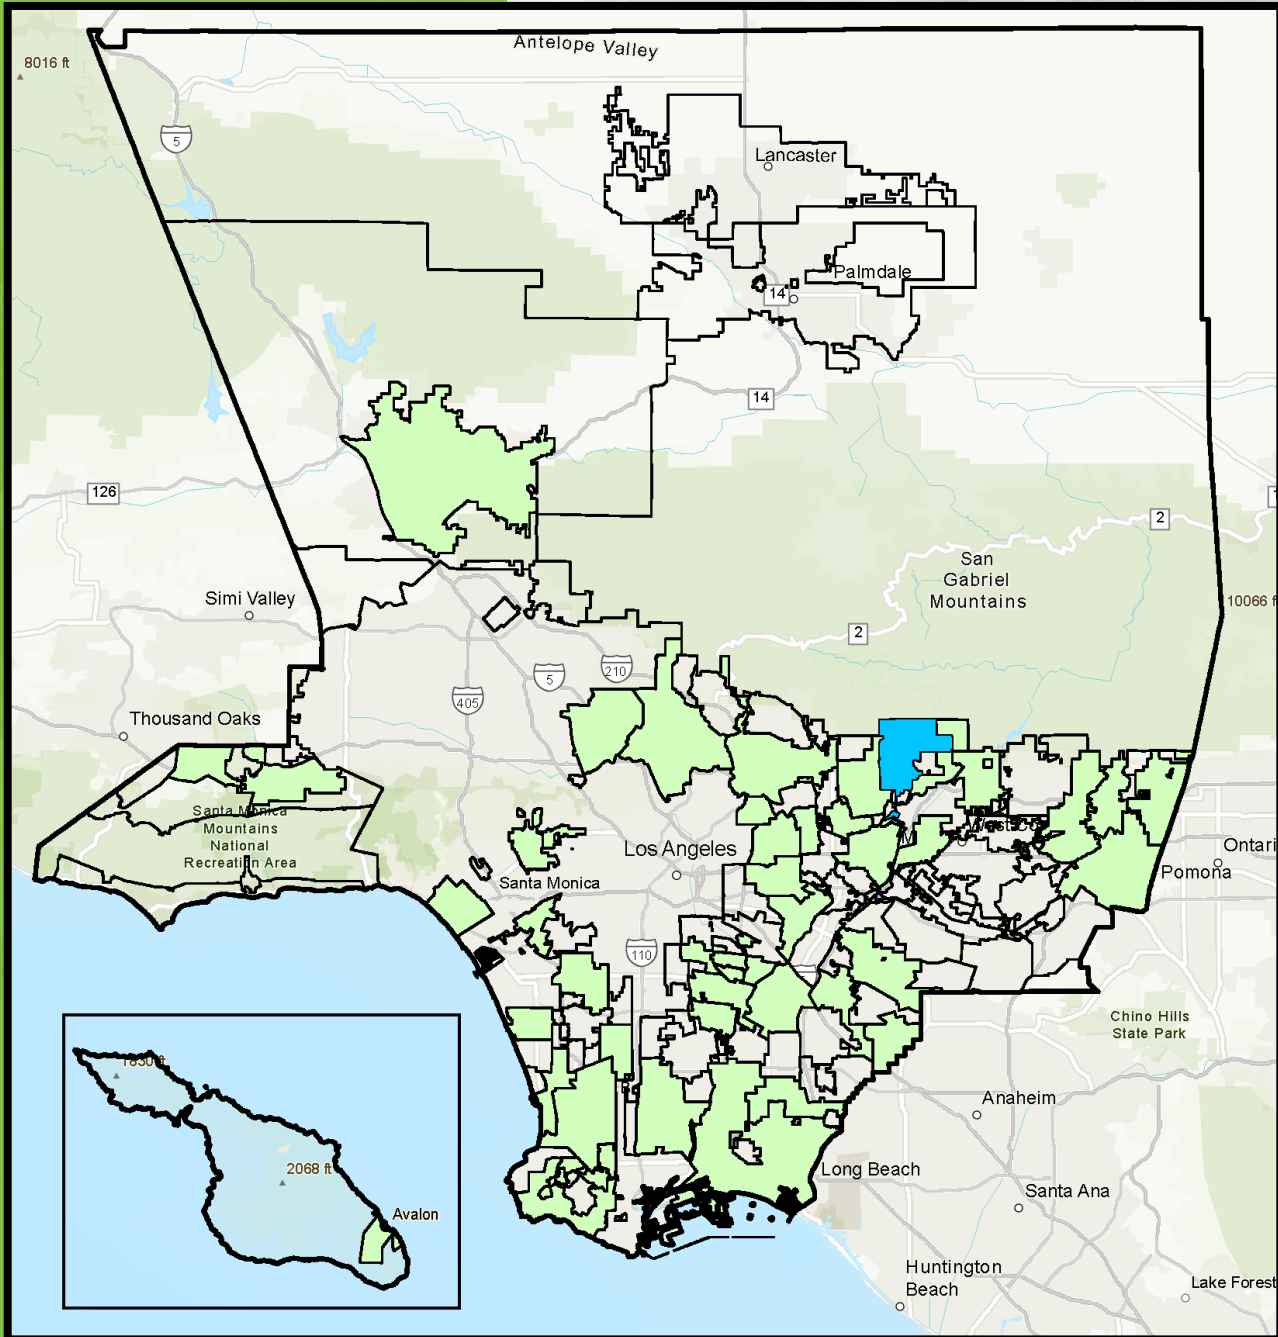 Antelope Valley
8016 ft
5
Lancaster
Palmdale
14
14
126
2
San
Gabriel
Mountains
Simi Valley
10066 f
2
210
5
405
Thousand Oaks
Santa Monica
Mountains
National
Recreation Area
Los Angeles
Ontari
Pomona
Santa Monica
110
Chino Hills
State Park
1830 ft
Anaheim
2068 ft
Long Beach
Santa Ana
Avalon
Huntington
Beach
Lake Forest